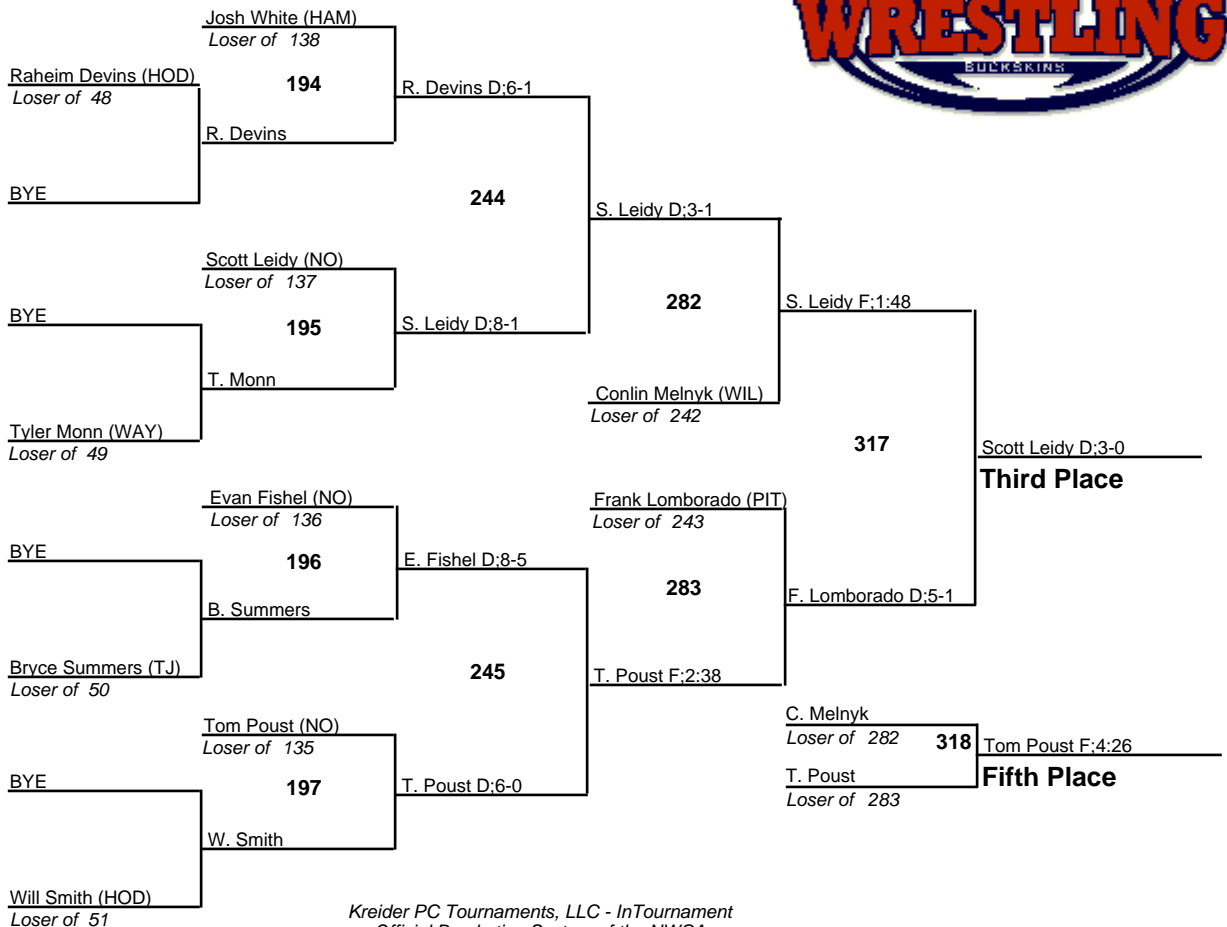 WRESTLING
BUCKSKINS
Josh White (HAM)
Loser of 138
Raheim Devins (HOD)
Loser of 48
194
R. Devins D;6-1
R. Devins
BYE
244
S. Leidy D;3-1
Scott Leidy (NO)
Loser of 137
BYE
195
S. Leidy D;8-1
282
S. Leidy F;1:48
T. Monn
Conlin Melnyk (WIL)
Loser of 242
Tyler Monn (WAY)
Loser of 49
317
Scott Leidy D;3-0
Third Place
Evan Fishel (NO)
Loser of 136
Frank Lomborado (PIT)
Loser of 243
BYE
196
E. Fishel D;8-5
283
F. Lomborado D;5-1
B. Summers
Bryce Summers (TJ)
Loser of 50
245
T. Poust F;2:38
Tom Poust (NO)
Loser of 135
C. Melnyk
Loser of 282
318
Tom Poust F;4:26
Fifth Place
BYE
197
T. Poust D;6-0
T. Poust
Loser of 283
W. Smith
Will Smith (HOD)
Loser of 51
Kreider PC Tournaments, LLC - InTournament